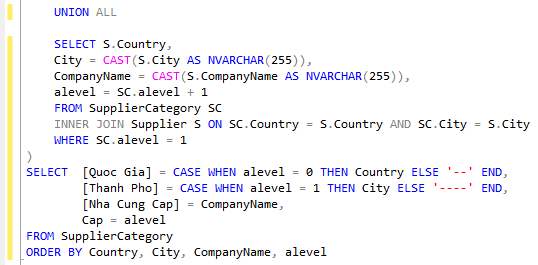 UNION ALL
SELECT S.Country,
City = CAST(S.City AS NVARCHAR(255)),
CompanyName = CAST(S.CompanyName AS NVARCHAR(255)),
alevel = SC.alevel + 1
FROM SupplierCategory SC
INNER JOIN Supplier S ON SC.Country = S.Country AND SC.City = S.City
WHERE SC.alevel = 1
)
SELECT [Quoc Gia] = CASE WHEN alevel = 0 THEN Country ELSE '--' END,
[Thanh Pho] = CASE WHEN alevel = 1 THEN City ELSE '----' END,
[Nha Cung Cap] = CompanyName,
Cap = alevel
FROM SupplierCategory
ORDER BY Country, City, CompanyName, alevel